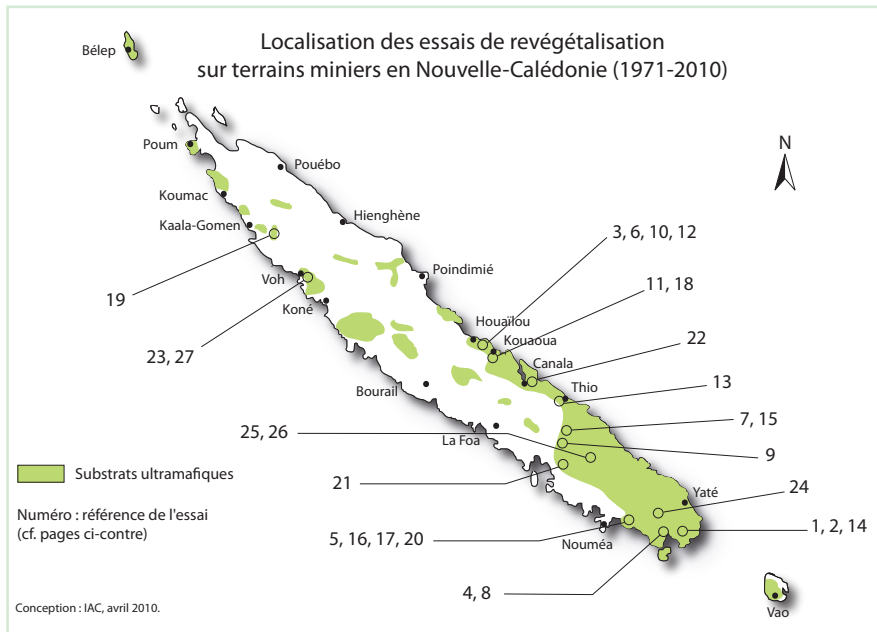 Localisation des essais de revégétalisation
sur terrains miniers en Nouvelle-Calédonie (1971-2010)
Bélep
N
Poum
Pouébo
Koumac
Hienghène
Kaala-Gomen
3, 6, 10, 12
Voh
Poindimié
11, 18
19
Koné
Houaïlou
Kouaoua
22
23, 27
Canala
Thio
13
Bourail
7, 15
25, 26
La Foa
9
Substrats ultramafiques
21
24
Yaté
Numéro : référence de l'essai
(cf. pages ci-contre)
5, 16, 17, 20
Nouméa
1, 2, 14
4, 8
Conception : IAC, avril 2010.
Vao